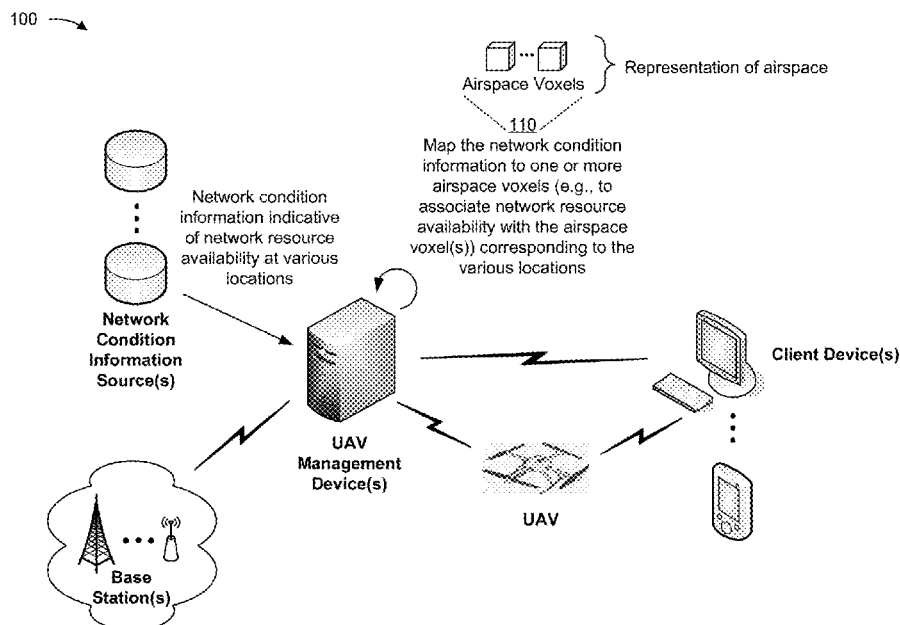 100
Airspace Voxels
Representation of airspace
110
Map the network condition
information to one or more
airspace voxels (e.g., to
associate network resource
availability with the airspace
voxel(s)) corresponding to the
various locations
Network condition
information indicative
of network resource
availability at various
locations
Network
Condition
Information
Source(s)
UAV
Management
Device(s)
Client Device(s)
UAV
Base
Station(s)